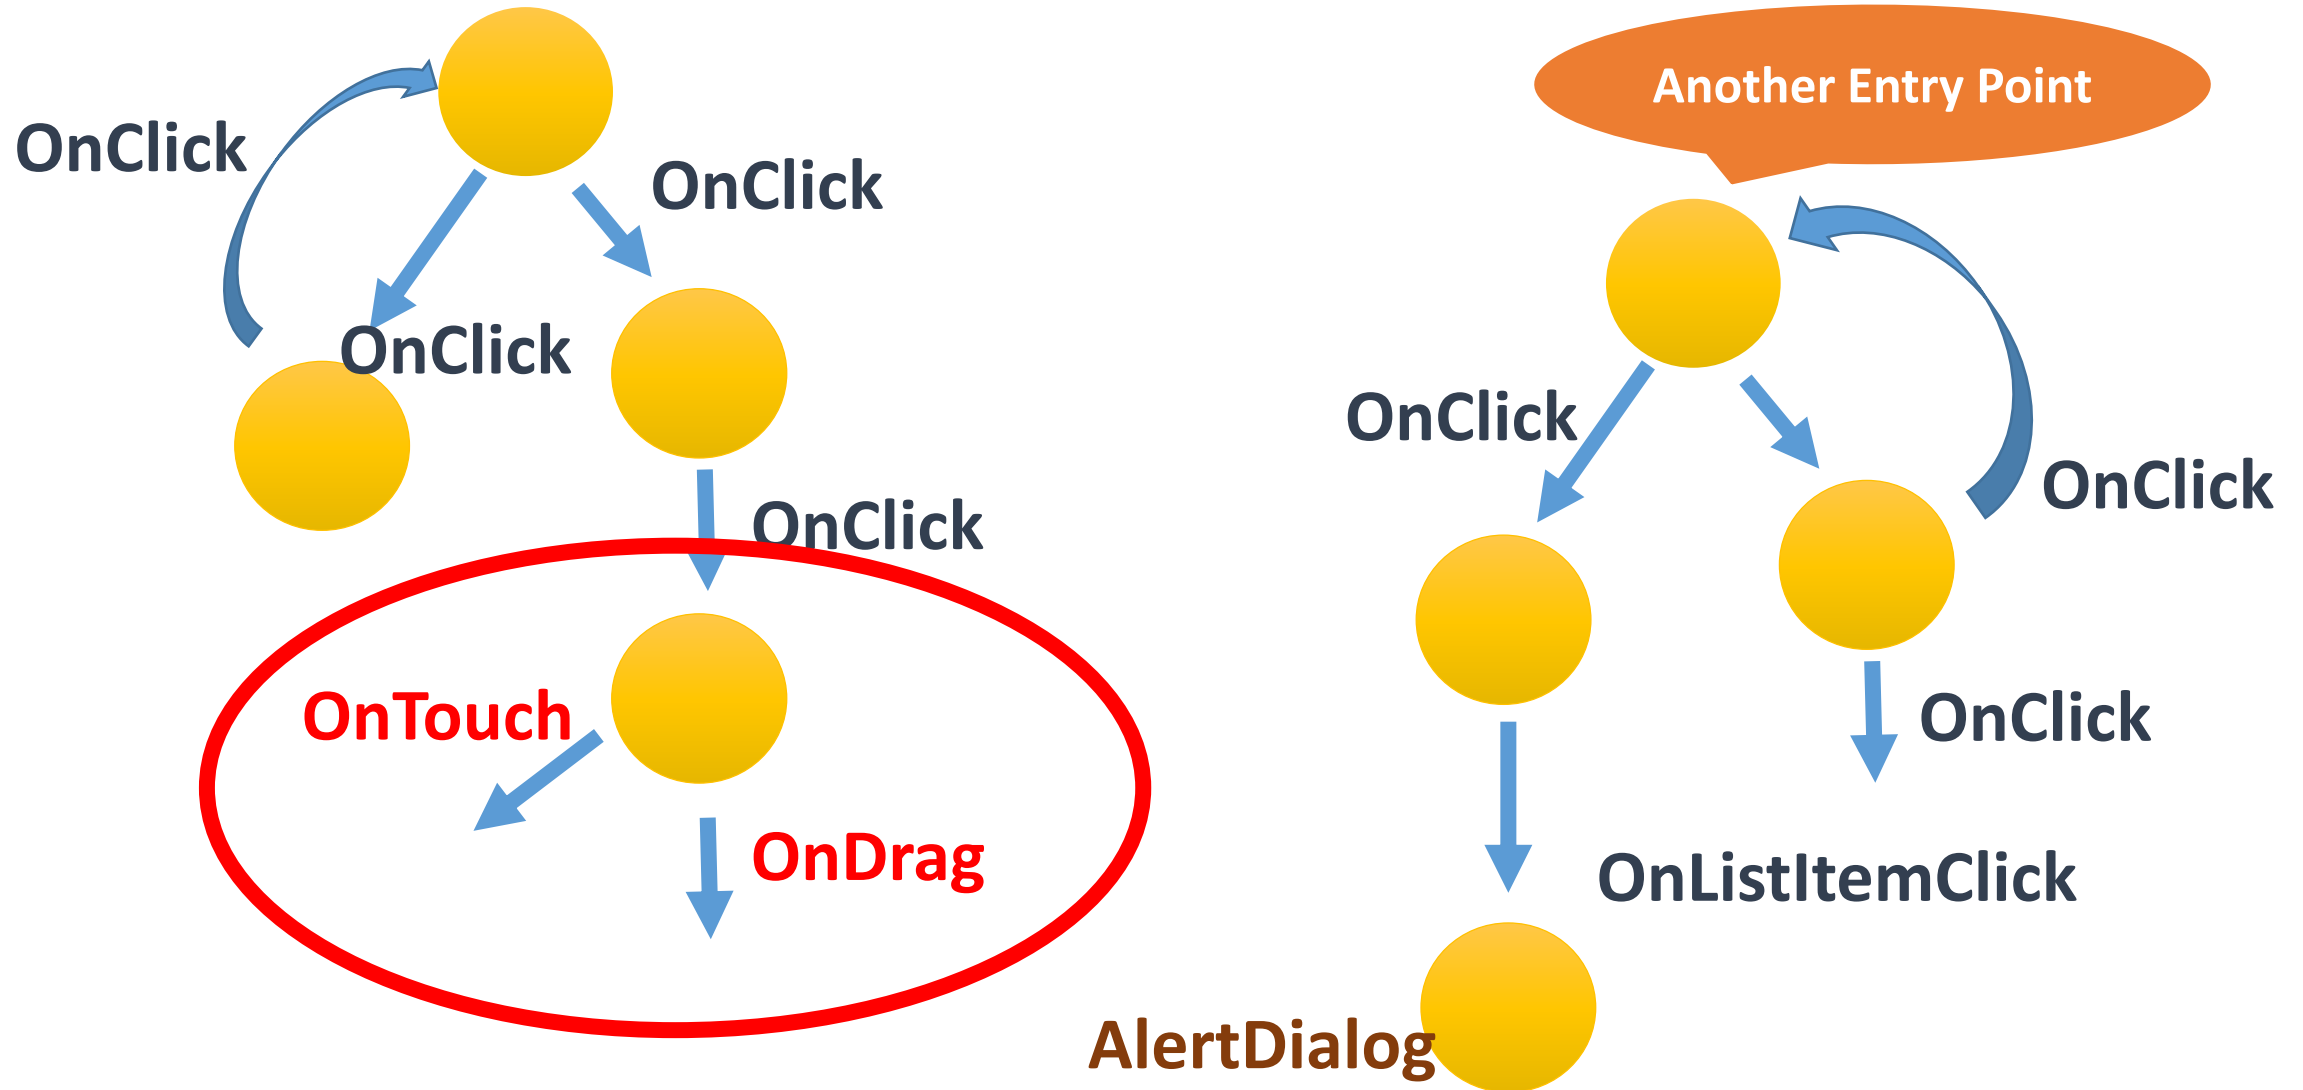 OnClick
OnClick
OnClick
OnClick
OnTouch
OnDrag
Another Entry Point
OnClick
OnClick
OnClick
OnListItemClick
AlertDialog